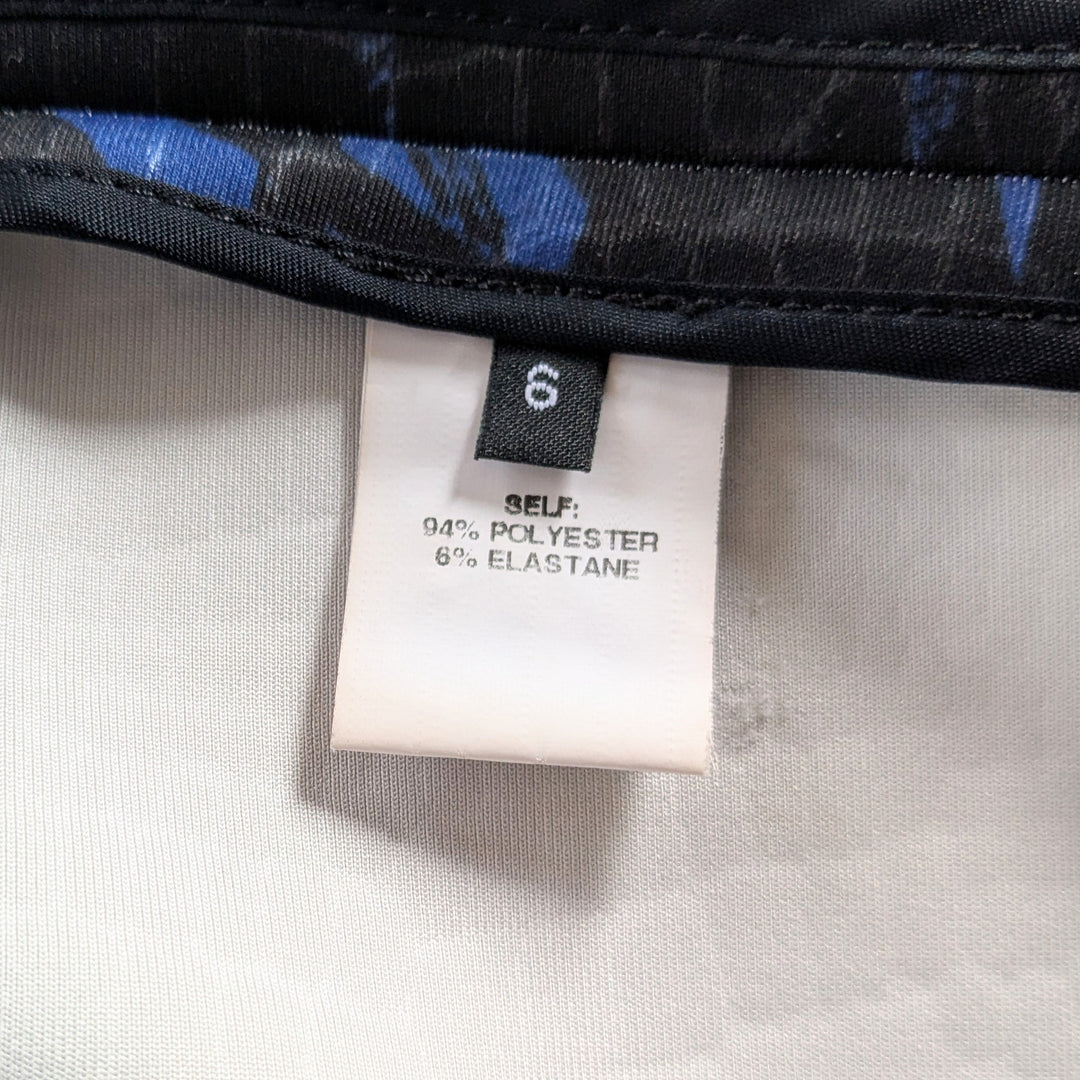 6
SELF:
94% POLYESTER
6% ELASTANE